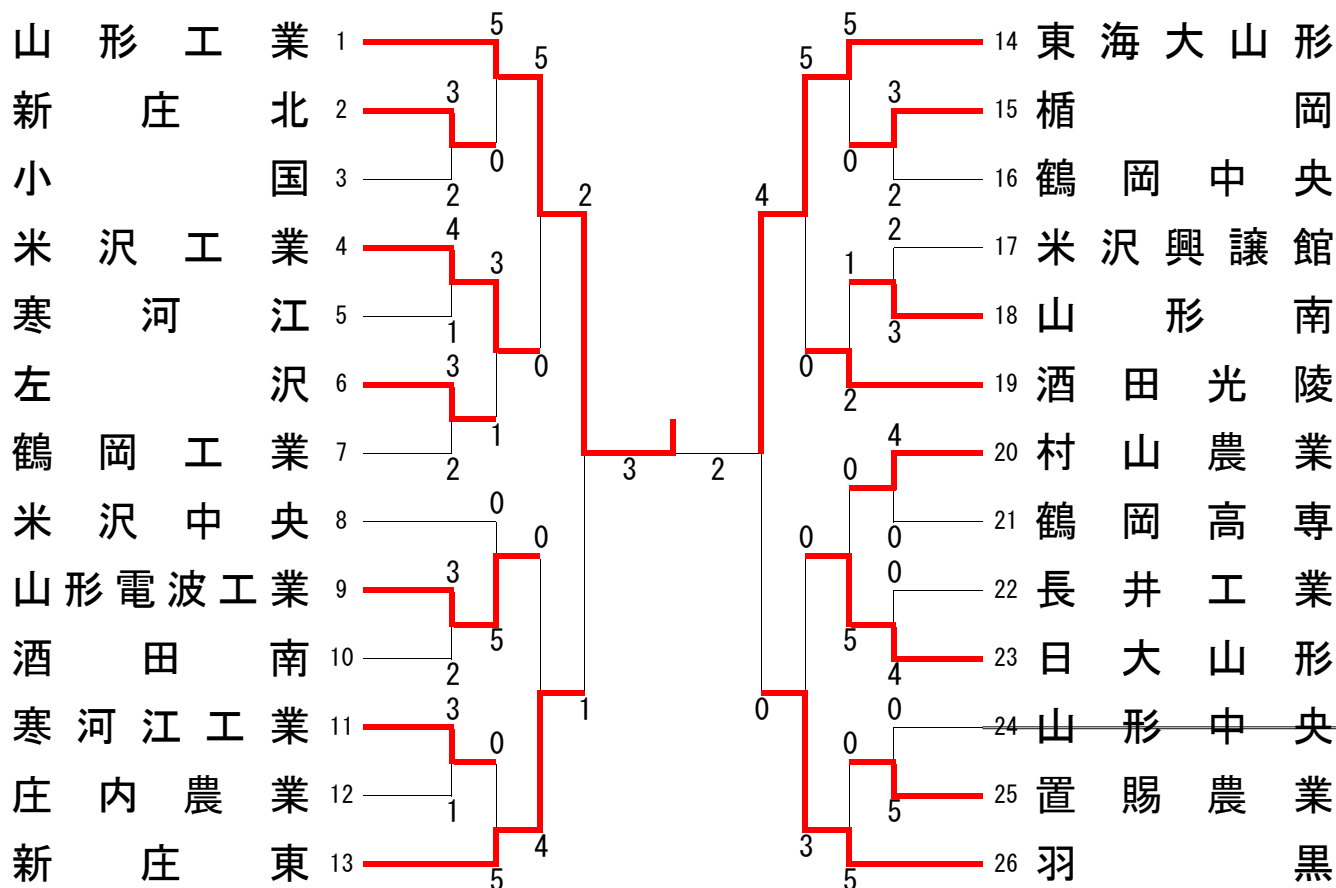 5 5
山形工業 1 5 5 14 東海大山形
新庄北 2 3 3 15 楯岡
0 0
小国 3 2 2 4 2 16 鶴岡中央
米沢工業 4 4 3 1 2 17 米沢興譲館
寒河江 5 1 3 18 山形南
左沢 6 3 0 0 2 19 酒田光陵
1
鶴岡工業 7 2 3 2 0 4 20 村山農業
米沢中央 8 0 0 0 0 21 鶴岡高専
山形電波工業 9 3 0 22 長井工業
酒田南 10 2 5 5 4 23 日大山形
寒河江工業 11 3 0 1 0 0 0 24 山形中央
庄内農業 12 1 5 25 置賜農業
新庄東 13 5 4 3 5 26 羽黒